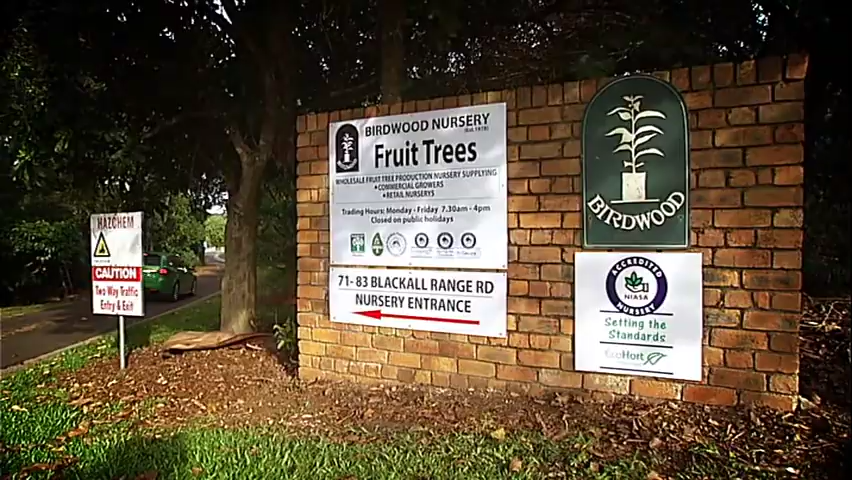 HAZCHEM
CAUTION
Two Way Traffic
Entry & Exit
BIRDWOOD NURSERY
(Est. 1978)
Fruit Trees
WHOLESALE FRUIT TREE PRODUCTION NURSERY SUPPLYING
•COMMERCIAL GROWERS
•RETAIL NURSERYS
Trading Hours: Monday - Friday 7.30am - 4pm
Closed on public holidays
71- 83 BLACKALL RANGE RD
NURSERY ENTRANCE
BIRDWOOD
ACCREDITED
NIASA
NURSERY
Setting the
Standards
EcoHort